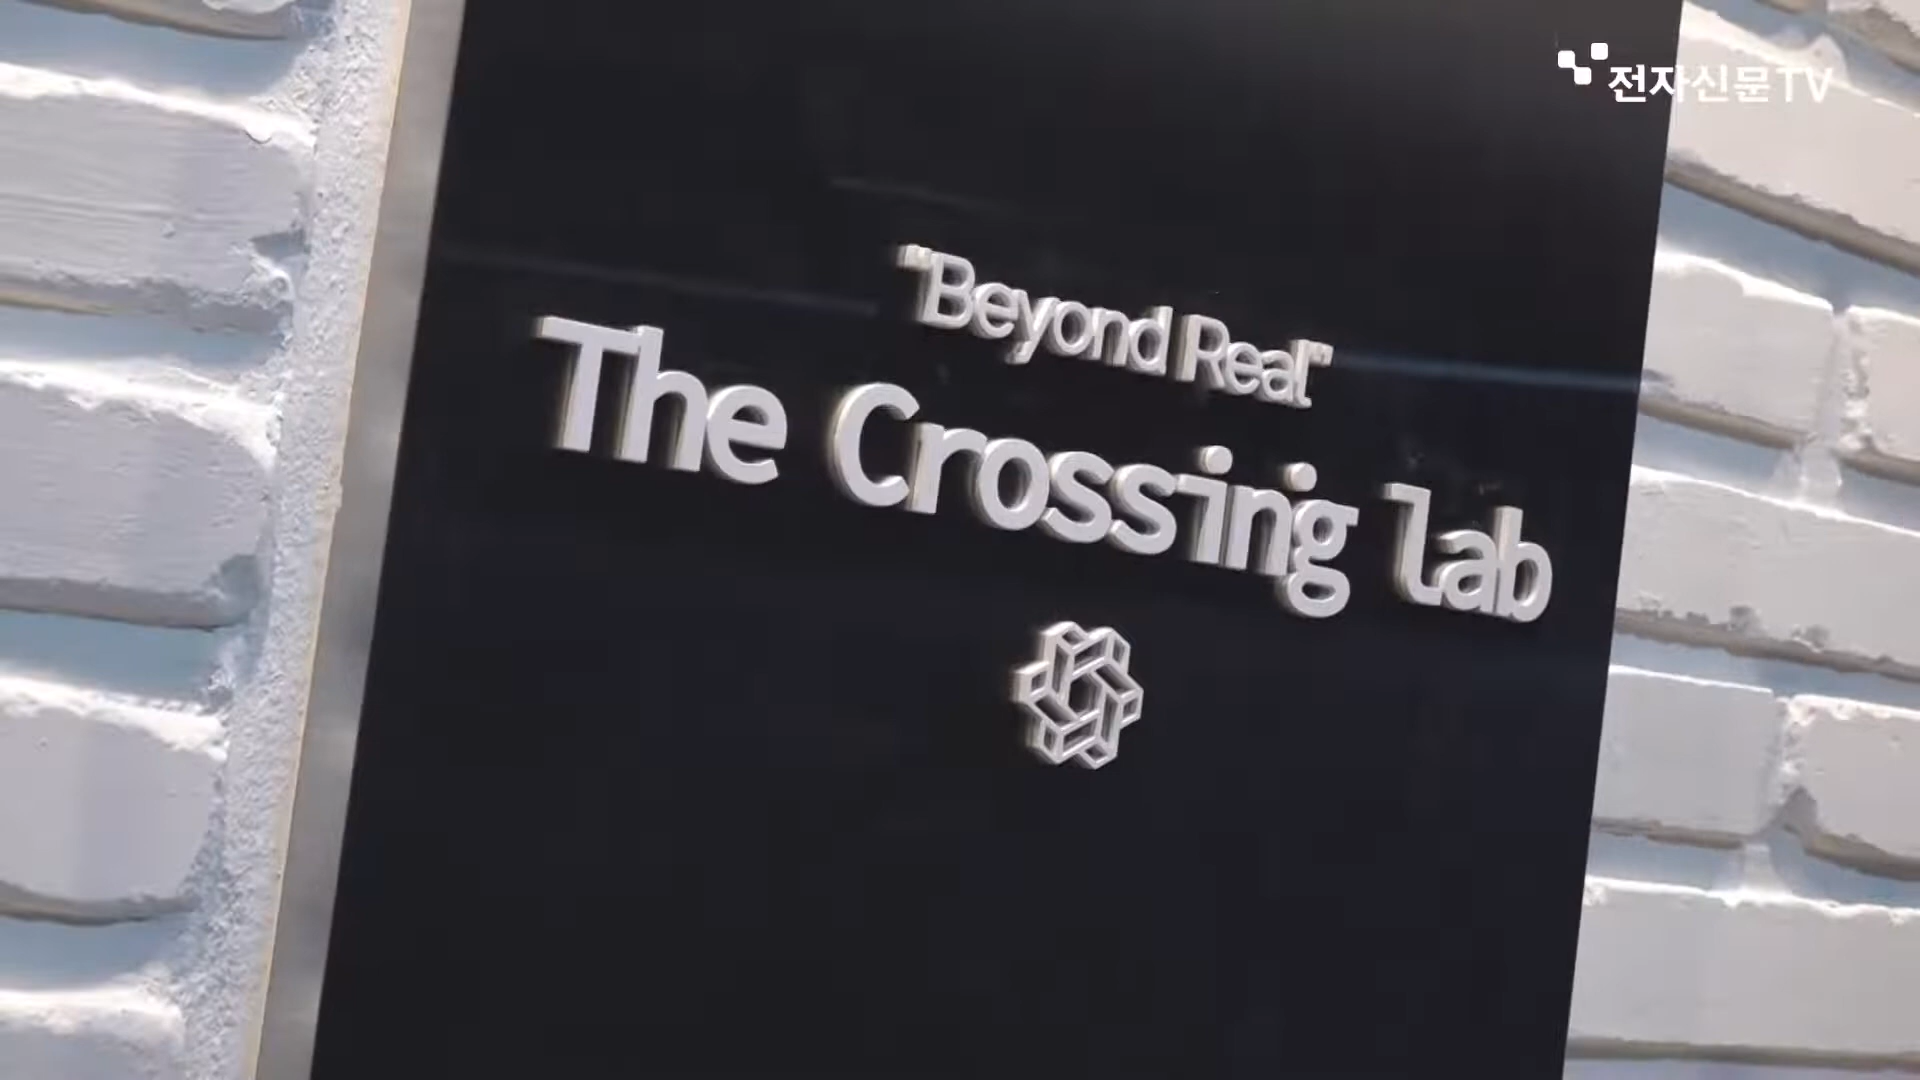 전자신문TV
"Beyond Real"
The Crossing lab